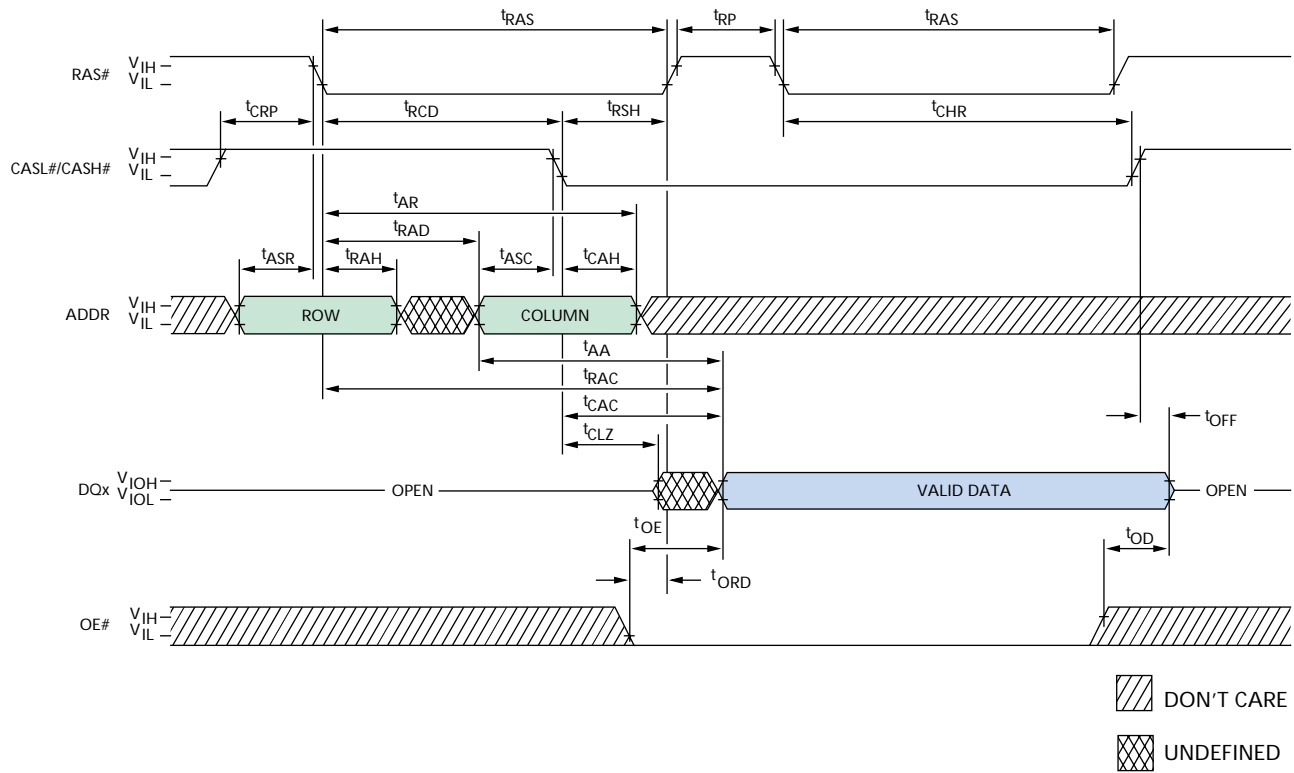 tRAS tRP tRAS
RAS# VIH
VIL
tCRP tRCD tRSH tCHR
CASL#/CASH# VIH
VIL
tAR
tRAD
tASR tRAH tASC tCAH
ADDR VIH
VIL
ROW COLUMN
tAA
tRAC
tCAC
tOFF
tCLZ
DQx VIOH
VIOL
OPEN VALID DATA OPEN
tOE tOD
tORD
OE# VIH
VIL
DON'T CARE
UNDEFINED